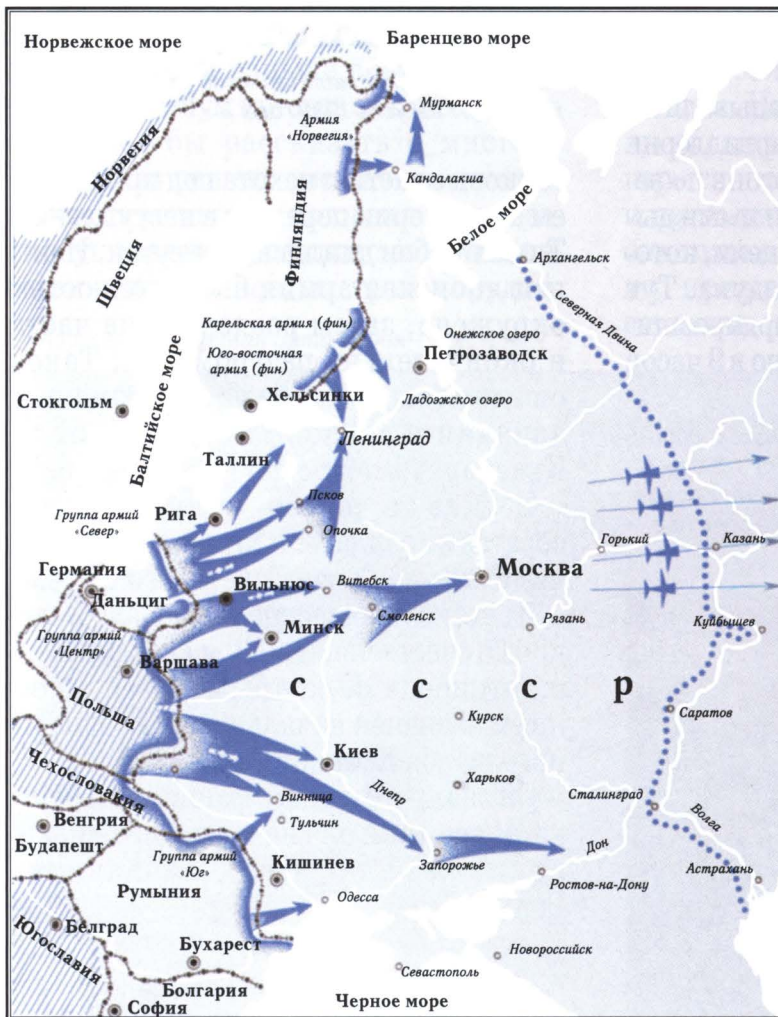 Норвежское море
Баренцево море
Мурманск
Армия
«Норвегия»
Кандалакша
Норвегия
Швеция
Финляндия
Белое море
Архангельск
Северная Двина
Карельская армия (фин)
Юго-восточная
армия (фин)
Онежское озеро
Петрозаводск
Ладожское озеро
Стокгольм
Балтийское море
Хельсинки
Ленинград
Таллин
Псков
Опочка
Группа армий
«Север»
Рига
Горький
Казань
Германия
Даньциг
Вильнюс
Витебск
Москва
Смоленск
Минск
Рязань
Куйбышев
Группа армий
«Центр»
Варшава
с с с р
Польша
Курск
Саратов
Чехословакия
Киев
Днепр
Харьков
Винница
Тульчин
Сталинград
Волга
Венгрия
Будапешт
Группа армий
«Юг»
Кишинев
Запорожье
Дон
Ростов-на-Дону
Астрахань
Румыния
Одесса
Белград
Югославия
Бухарест
Новороссийск
Севастополь
Болгария
София
Черное море